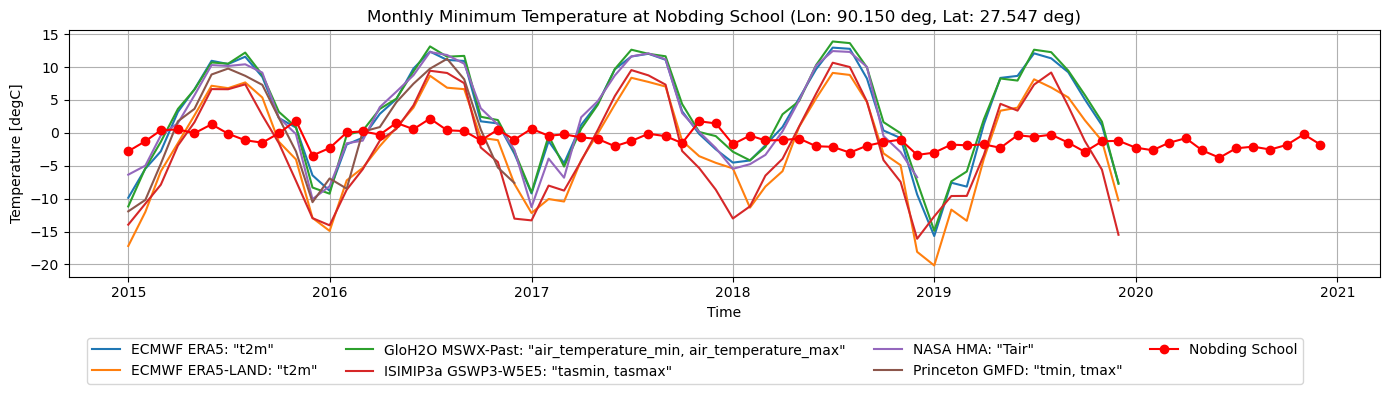 Monthly Minimum Temperature at Nobding School (Lon: 90.150 deg, Lat: 27.547 deg)
Temperature [degC]
15
10
5
0
−5
−10
−15
−20
2015 2016 2017 2018 2019 2020 2021
Time
ECMWF ERA5: "t2m" GloH2O MSWX-Past: "air_temperature_min, air_temperature_max" NASA HMA: "Tair" Nobding School
ECMWF ERA5-LAND: "t2m" ISIMIP3a GSWP3-W5E5: "tasmin, tasmax" Princeton GMFD: "tmin, tmax"